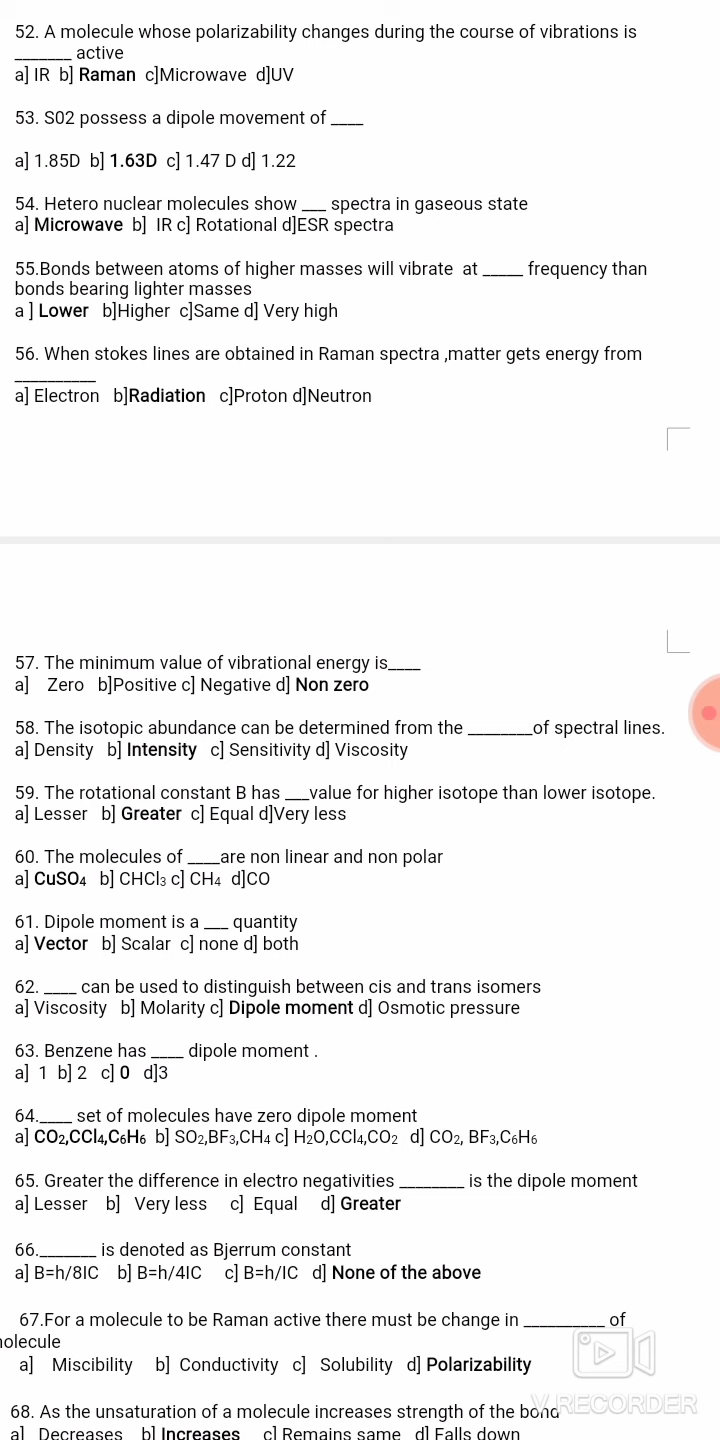 52. A molecule whose polarizability changes during the course of vibrations is
_______ active
a] IR b] Raman c]Microwave d]UV
53. S02 possess a dipole movement of ____
a] 1.85D b] 1.63D c] 1.47 D d] 1.22
54. Hetero nuclear molecules show ___ spectra in gaseous state
a] Microwave b] IR c] Rotational d]ESR spectra
55.Bonds between atoms of higher masses will vibrate at _____ frequency than
bonds bearing lighter masses
a ] Lower b]Higher c]Same d] Very high
56. When stokes lines are obtained in Raman spectra ,matter gets energy from
__________
a] Electron b]Radiation c]Proton d]Neutron
57. The minimum value of vibrational energy is____
a] Zero b]Positive c] Negative d] Non zero
58. The isotopic abundance can be determined from the ________of spectral lines.
a] Density b] Intensity c] Sensitivity d] Viscosity
59. The rotational constant B has ___value for higher isotope than lower isotope.
a] Lesser b] Greater c] Equal d]Very less
60. The molecules of ____are non linear and non polar
a] CuSO4 b] CHCl3 c] CH4 d]CO
61. Dipole moment is a ___ quantity
a] Vector b] Scalar c] none d] both
62. ____ can be used to distinguish between cis and trans isomers
a] Viscosity b] Molarity c] Dipole moment d] Osmotic pressure
63. Benzene has ____ dipole moment .
a] 1 b] 2 c] 0 d]3
64.____ set of molecules have zero dipole moment
a] CO2,CCl4,C6H6 b] SO2,BF3,CH4 c] H2O,CCl4,CO2 d] CO2, BF3,C6H6
65. Greater the difference in electro negativities ________ is the dipole moment
a] Lesser b] Very less c] Equal d] Greater
66._______ is denoted as Bjerrum constant
a] B=h/8IC b] B=h/4IC c] B=h/IC d] None of the above
67.For a molecule to be Raman active there must be change in __________ of
olecule
a] Miscibility b] Conductivity c] Solubility d] Polarizability
V.RECORDER
68. As the unsaturation of a molecule increases strength of the bond
a] Decreases b] Increases c] Remains same d] Falls down